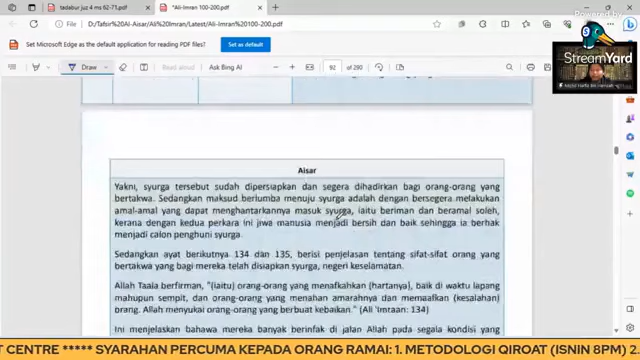 tadabur juz 4 ms 62-71.pdf
*Ali-Imran 100-200.pdf
Powered by
D:/Tafsir%20Al-Aisar/Ali%20Imran/Latest/Ali-Imran%20100-200.pdf
Set Microsoft Edge as the default application for reading PDF files?
Set as default
StreamYard
Draw
Read aloud
Ask Bing AI
92
of 290
Aisar
Yakni, syurga tersebut sudah dipersiapkan dan segera dihadirkan bagi orang-orang yang
bertakwa. Sedangkan maksud berlumba menuju syurga adalah dengan bersegera melakukan
amal-amal yang dapat menghantarkannya masuk syurga, iaitu beriman dan beramal soleh,
kerana dengan kedua perkara ini jiwa manusia menjadi bersih dan baik sehingga ia berhak
menjadi calon penghuni syurga.
Sedangkan ayat berikutnya 134 dan 135, berisi penjelasan tentang sifat-sifat orang yang
bertakwa yang bagi mereka telah disiapkan syurga, negeri keselamatan.
Allah Taala berfirman, "(iaitu) orang-orang yang menafkahkan (hartanya), baik di waktu lapang
mahupun sempit, dan orang-orang yang menahan amarahnya dan memaafkan (kesalahan)
orang. Allah menyukai orang-orang yang berbuat kebaikan." (Ali 'Imraan: 134)
Ini menjelaskan bahawa mereka banyak berinfak di jalan Allah pada segala kondisi yang
T CENTRE ***** SYARAHAN PERCUMA KEPADA ORANG RAMAI: 1. METODOLOGI QIROAT (ISNIN 8PM) 2